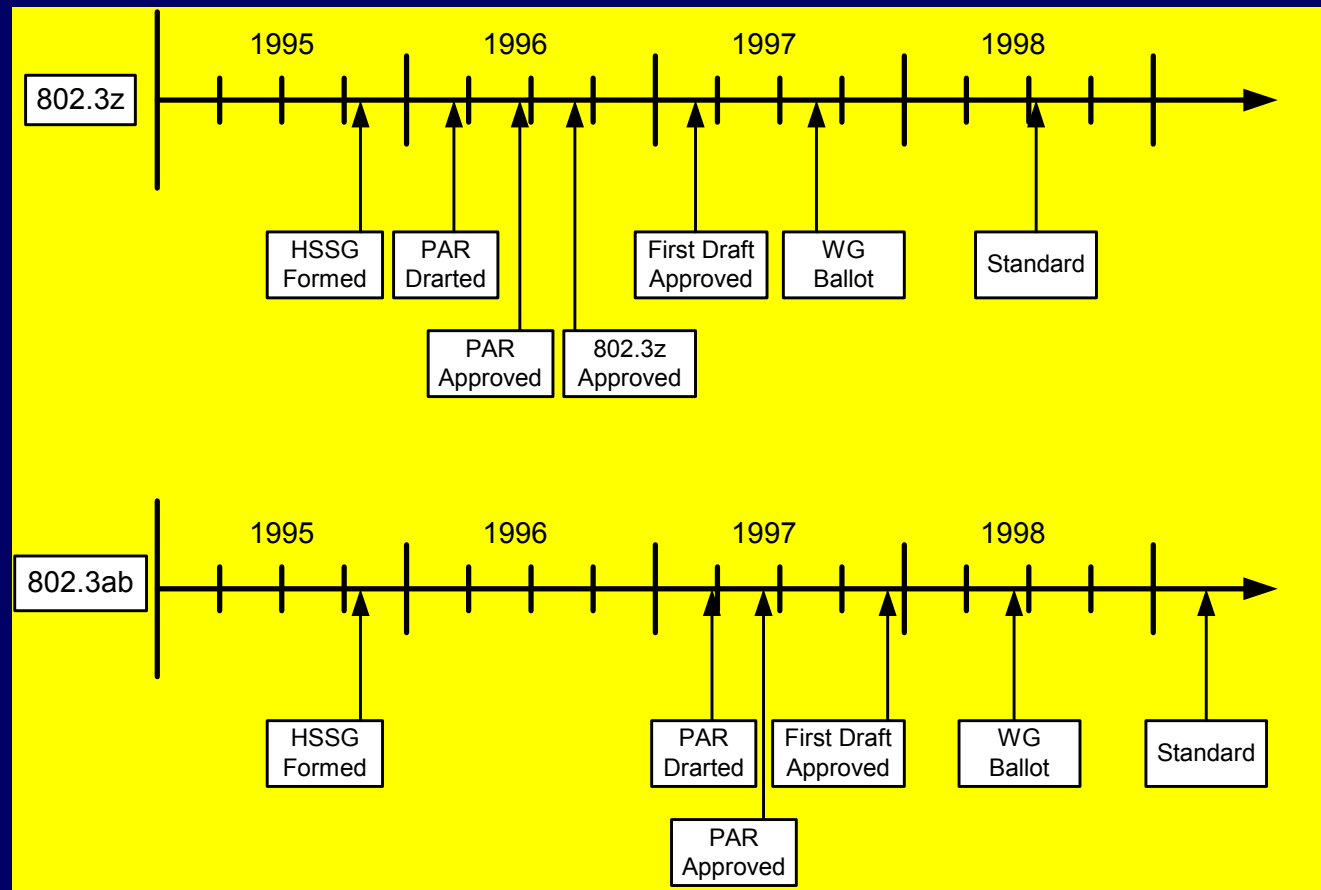 1995 1996 1997 1998
802.3z
HSSG
Formed
PAR
Drarted
First Draft
Approved
WG
Ballot
Standard
PAR
Approved
802.3z
Approved
1995 1996 1997 1998
802.3ab
HSSG
Formed
PAR
Drarted
First Draft
Approved
WG
Ballot
Standard
PAR
Approved